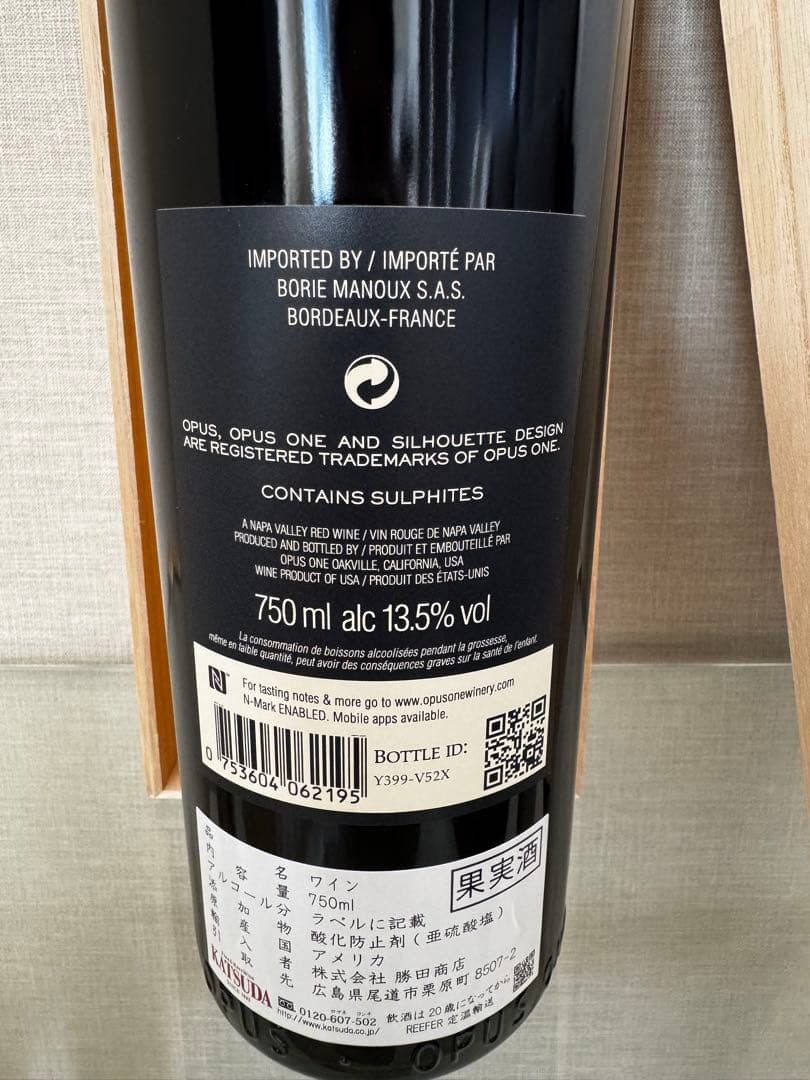 IMPORTED BY / IMPORTÉ PAR
BORIE MANOUX S.A.S.
BORDEAUX-FRANCE
OPUS, OPUS ONE AND SILHOUETTE DESIGN
ARE REGISTERED TRADEMARKS OF OPUS ONE.
CONTAINS SULPHITES
A NAPA VALLEY RED WINE / VIN ROUGE DE NAPA VALLEY
PRODUCED AND BOTTLED BY / PRODUIT ET EMBOUTEILLÉ PAR
OPUS ONE OAKVILLE, CALIFORNIA, USA
WINE PRODUCT OF USA / PRODUIT DES ÉTATS-UNIS
750 ml alc 13.5% vol
La consommation de boissons alcoolisées pendant la grossesse,
même en faible quantité, peut avoir des conséquences graves sur la santé de l'enfant.
N
For tasting notes & more go to www.opusonewinery.com
N-Mark ENABLED. Mobile apps available.
0 753604 062195
BOTTLE ID:
Y399-V52X
果実酒
品名 ワイン
内容量 750ml
アルコール分 ラベルに記載
添加物 酸化防止剤(亜硫酸塩)
原産国 アメリカ
輸入者 株式会社 勝田商店
引取先 広島県尾道市栗原町 8507-2
KATSUDA
0120-607-502 飲酒は20歳になってから
http://www.katsuda.co.jp/ REEFER 定温輸送
OPUS · OPUS